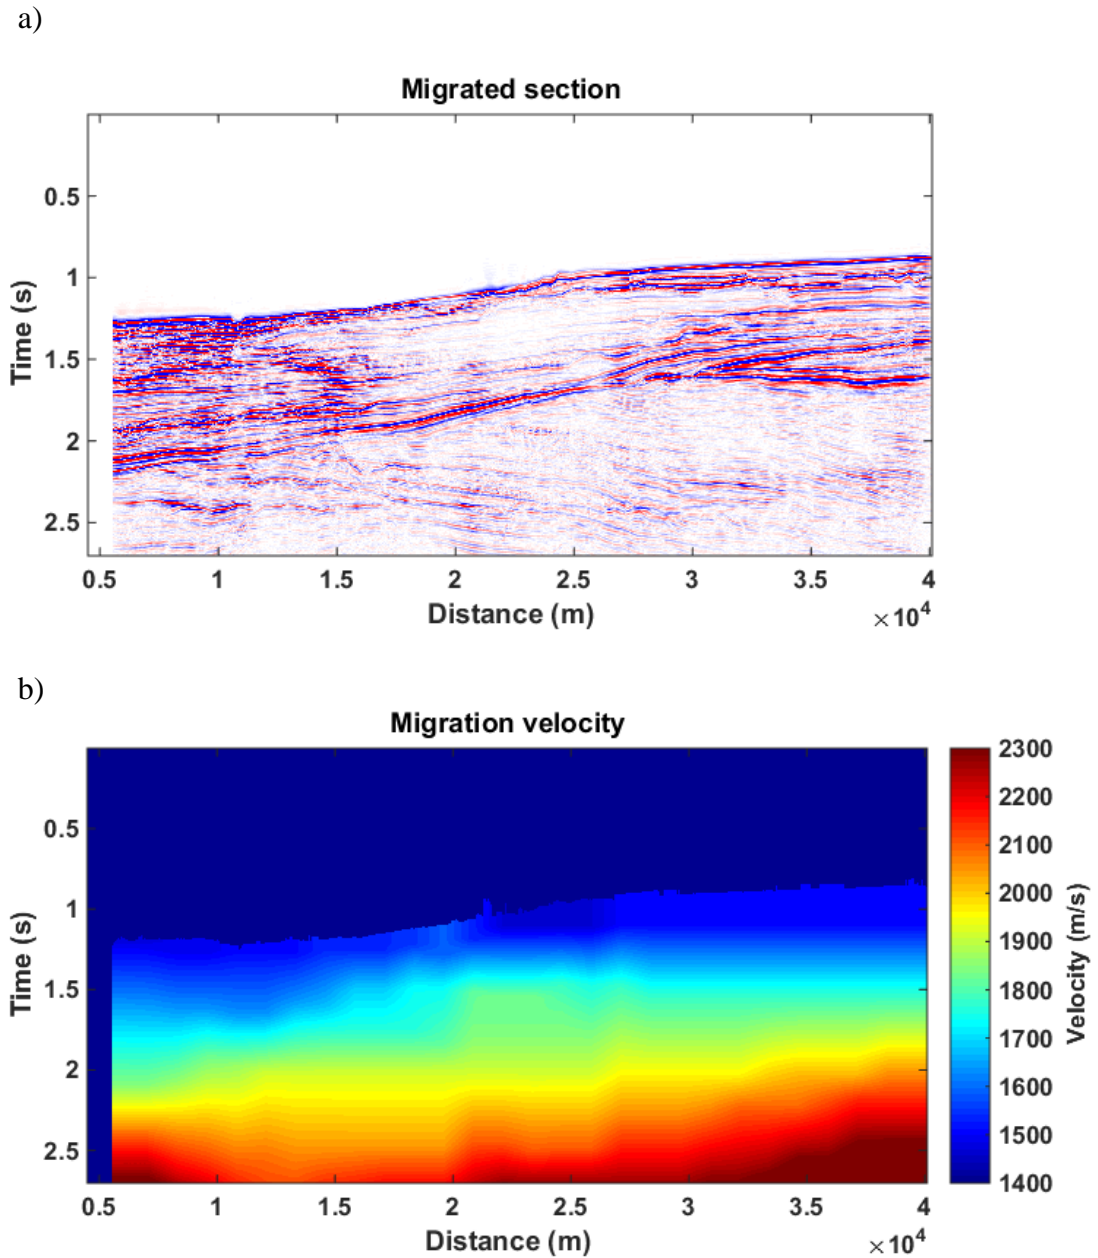 a)
Migrated section
0.5
1
1.5
2
2.5
Time (s)
0.5 1 1.5 2 2.5 3 3.5 4
Distance (m)
×10^4
b)
Migration velocity
0.5
1
1.5
2
2.5
Time (s)
0.5 1 1.5 2 2.5 3 3.5 4
Distance (m)
×10^4
2300
2200
2100
2000
1900
1800
1700
1600
1500
1400
Velocity (m/s)